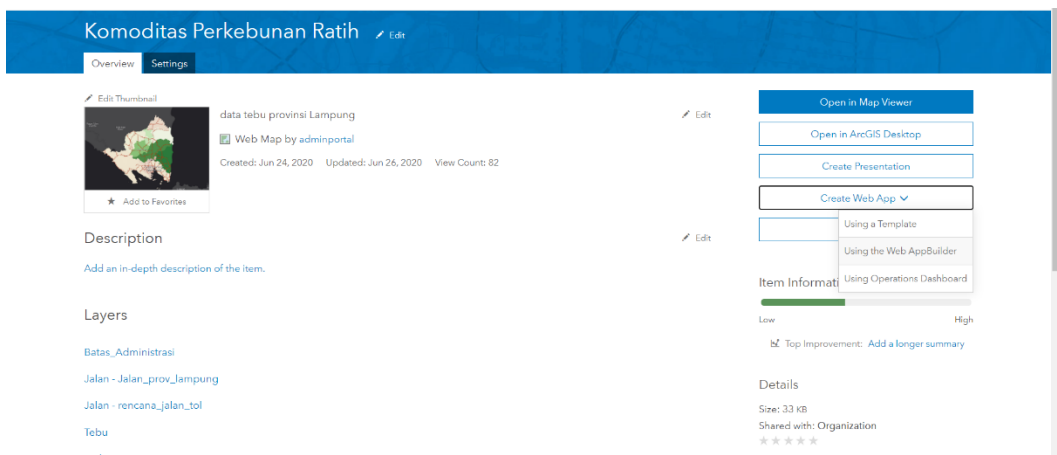 Komoditas Perkebunan Ratih Edit
Overview Settings
Edit Thumbnail
data tebu provinsi Lampung Edit
Web Map by adminportal
Created: Jun 24, 2020 Updated: Jun 26, 2020 View Count: 82
Add to Favorites
Description Edit
Add an in-depth description of the item.
Layers
Batas_Administrasi
Jalan - Jalan_prov_lampung
Jalan - rencana_jalan_tol
Tebu
Open in Map Viewer
Open in ArcGIS Desktop
Create Presentation
Create Web App
Using a Template
Using the Web AppBuilder
Using Operations Dashboard
Item Informati
Low High
Top Improvement: Add a longer summary
Details
Size: 33 KB
Shared with: Organization